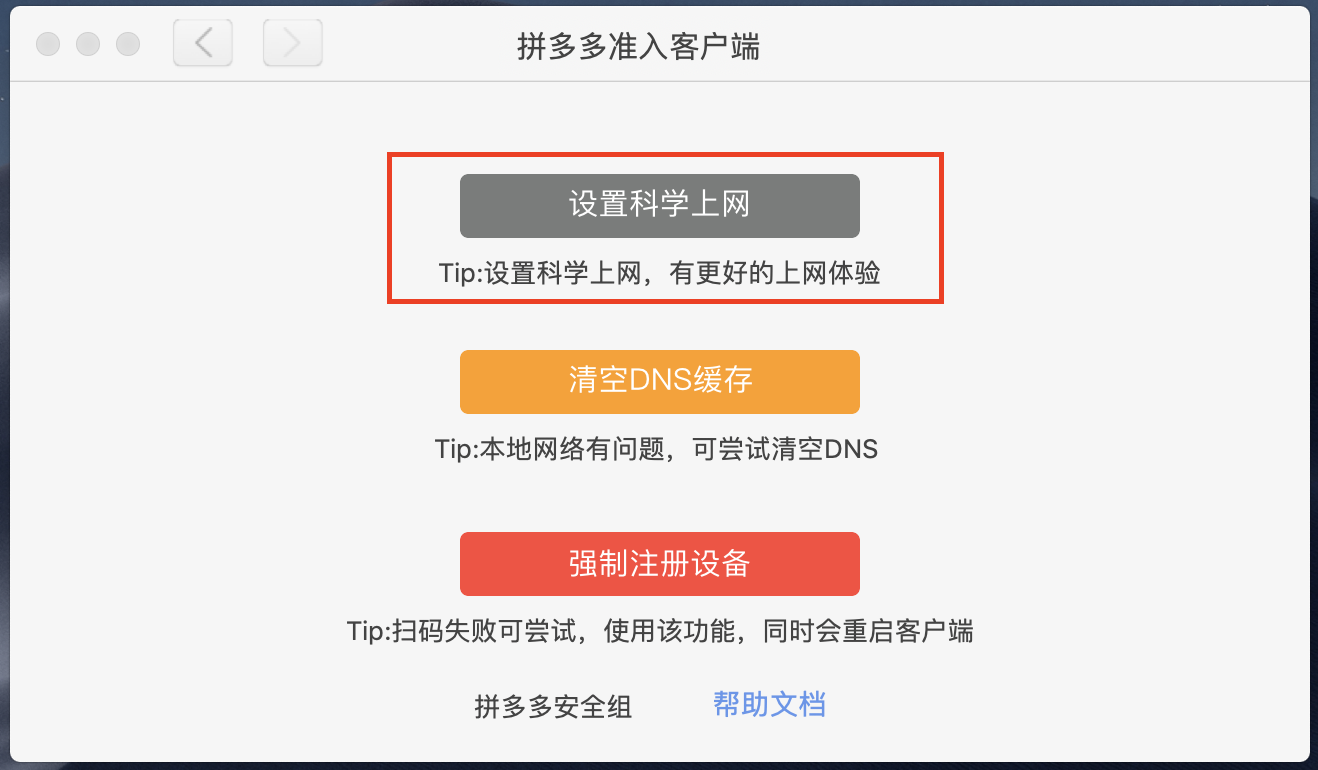 拼多多准入客户端
设置科学上网
Tip:设置科学上网，有更好的上网体验
清空DNS缓存
Tip:本地网络有问题，可尝试清空DNS
强制注册设备
Tip:扫码失败可尝试，使用该功能，同时会重启客户端
拼多多安全组 帮助文档